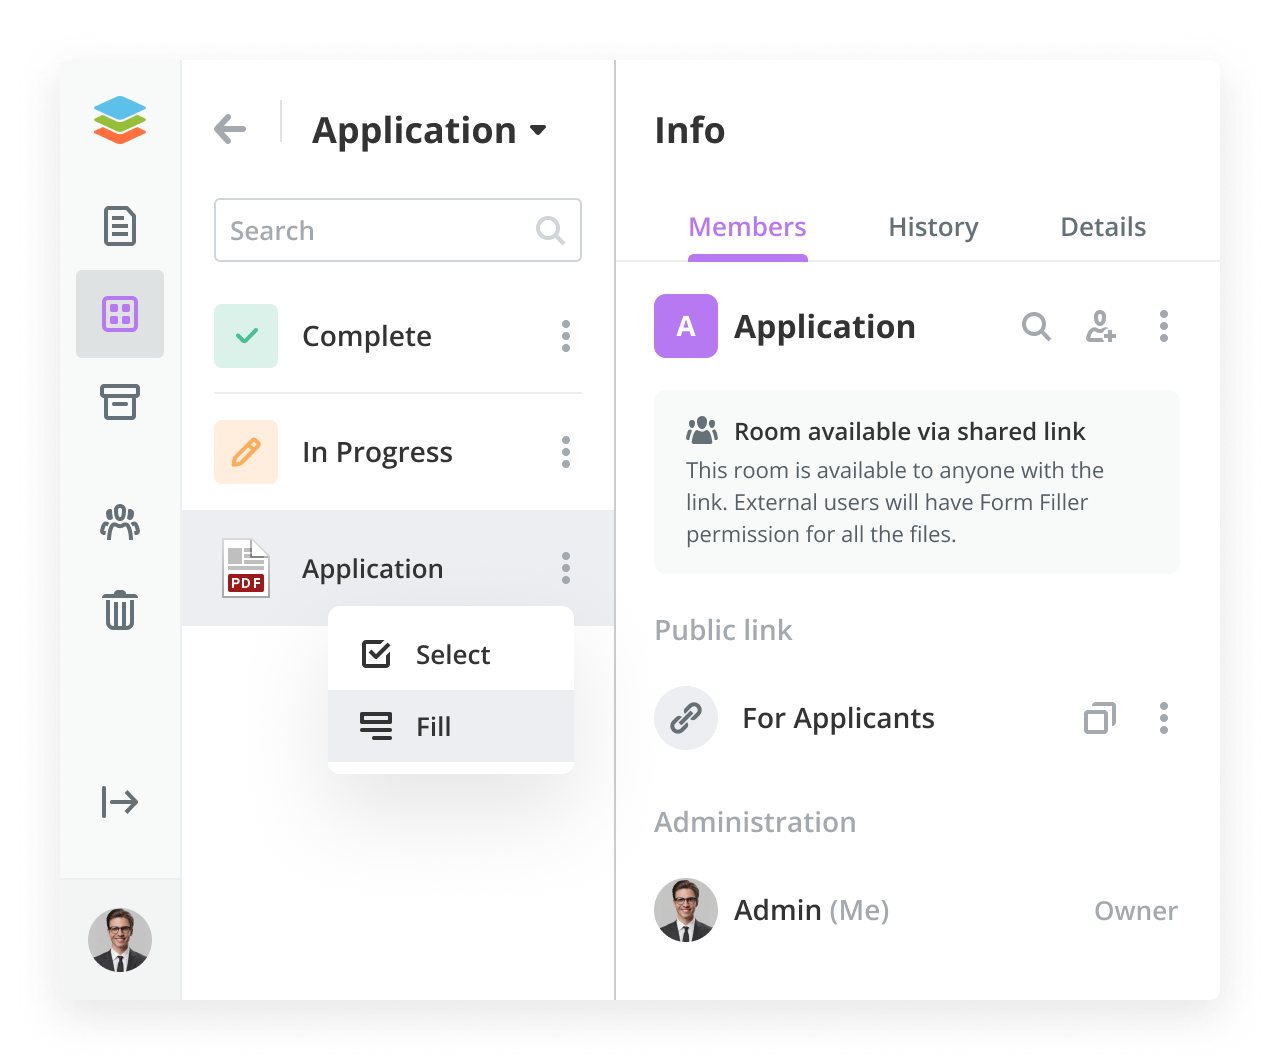 Application
Search
Complete
In Progress
PDF
Application
Select
Fill
Info
Members
History
Details
A
Application
Room available via shared link
This room is available to anyone with the
link. External users will have Form Filler
permission for all the files.
Public link
For Applicants
Administration
Admin (Me)
Owner